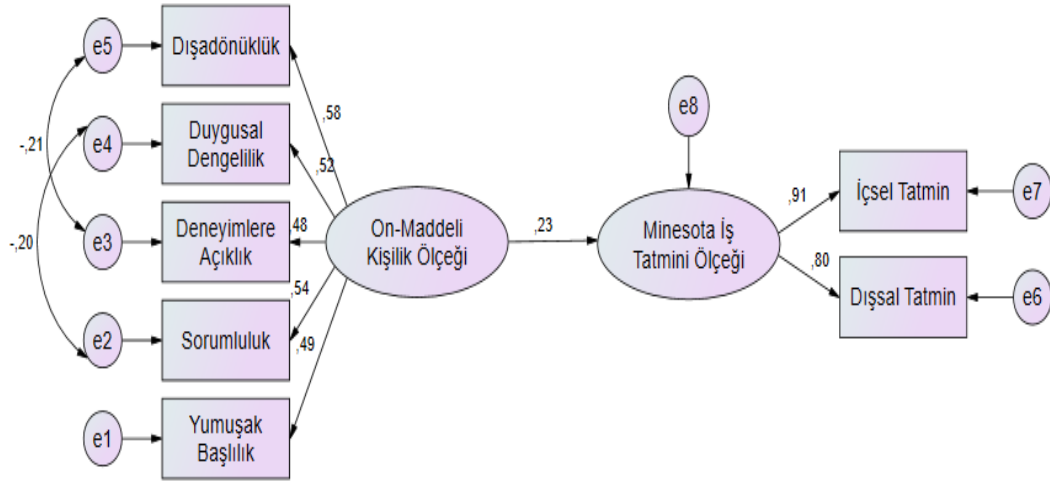 e5
Dışadönüklük
e8
,58
e4
Duygusal
Dengelilik
-,21
,52
İçsel Tatmin
e7
,91
e3
Deneyimlere
Açıklık
,48
On-Maddeli
Kişilik Ölçeği
,23
Minesota İş
Tatmini Ölçeği
-,20
,80
Dışsal Tatmin
e6
,54
e2
Sorumluluk
,49
e1
Yumuşak
Başlılık